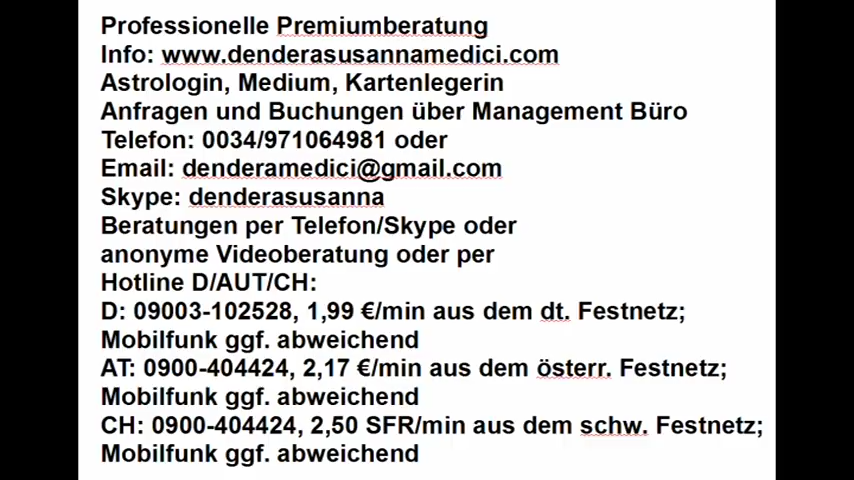 Professionelle Premiumberatung
Info: www.denderasusannamedici.com
Astrologin, Medium, Kartenlegerin
Anfragen und Buchungen über Management Büro
Telefon: 0034/971064981 oder
Email: denderamedici@gmail.com
Skype: denderasusanna
Beratungen per Telefon/Skype oder
anonyme Videoberatung oder per
Hotline D/AUT/CH:
D: 09003-102528, 1,99 €/min aus dem dt. Festnetz;
Mobilfunk ggf. abweichend
AT: 0900-404424, 2,17 €/min aus dem österr. Festnetz;
Mobilfunk ggf. abweichend
CH: 0900-404424, 2,50 SFR/min aus dem schw. Festnetz;
Mobilfunk ggf. abweichend